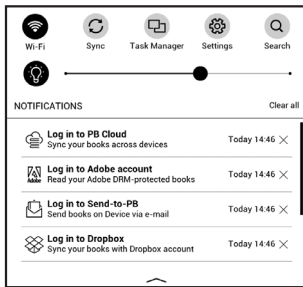 Wi-Fi Sync Task Manager Settings Search
NOTIFICATIONS Clear all
Log in to PB Cloud
Sync your books across devices
Today 14:46
Adobe
Log in to Adobe account
Read your Adobe DRM-protected books
Today 14:46
Log in to Send-to-PB
Send books on Device via e-mail
Today 14:46
Log in to Dropbox
Sync your books with Dropbox account
Today 14:46